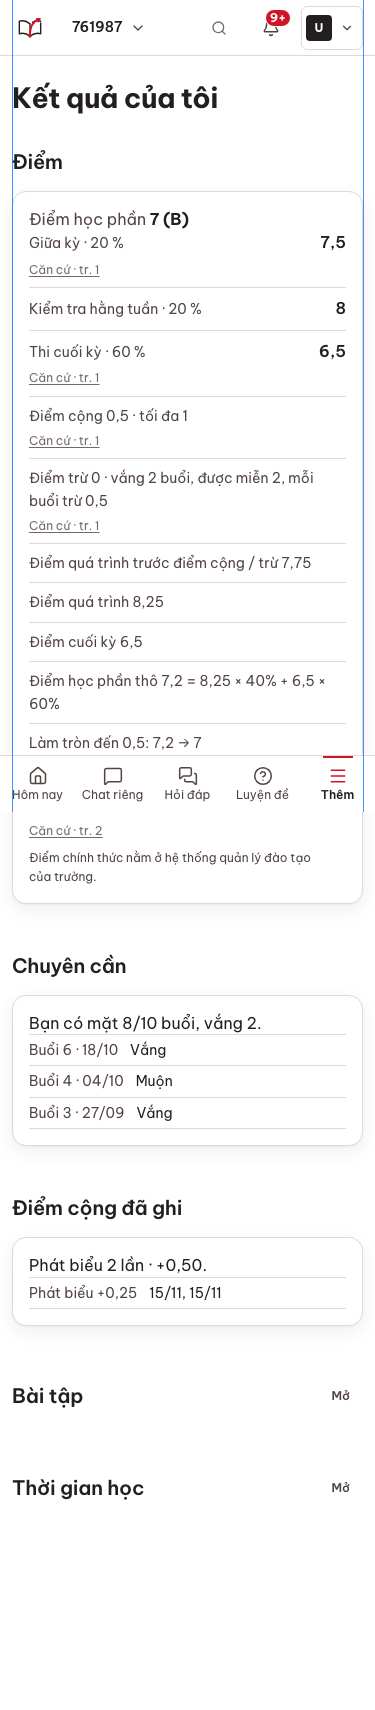 761987
9+
U
Kết quả của tôi
Điểm
Điểm học phần 7 (B)
Giữa kỳ · 20 % 7,5
Căn cứ · tr. 1
Kiểm tra hằng tuần · 20 % 8
Thi cuối kỳ · 60 % 6,5
Căn cứ · tr. 1
Điểm cộng 0,5 · tối đa 1
Căn cứ · tr. 1
Điểm trừ 0 · vắng 2 buổi, được miễn 2, mỗi
buổi trừ 0,5
Căn cứ · tr. 1
Điểm quá trình trước điểm cộng / trừ 7,75
Điểm quá trình 8,25
Điểm cuối kỳ 6,5
Điểm học phần thô 7,2 = 8,25 × 40% + 6,5 ×
60%
Làm tròn đến 0,5: 7,2 → 7
Hôm nay Chat riêng Hỏi đáp Luyện đề Thêm
Căn cứ · tr. 2
Điểm chính thức nằm ở hệ thống quản lý đào tạo
của trường.
Chuyên cần
Bạn có mặt 8/10 buổi, vắng 2.
Buổi 6 · 18/10 Vắng
Buổi 4 · 04/10 Muộn
Buổi 3 · 27/09 Vắng
Điểm cộng đã ghi
Phát biểu 2 lần · +0,50.
Phát biểu +0,25 15/11, 15/11
Bài tập Mở
Thời gian học Mở